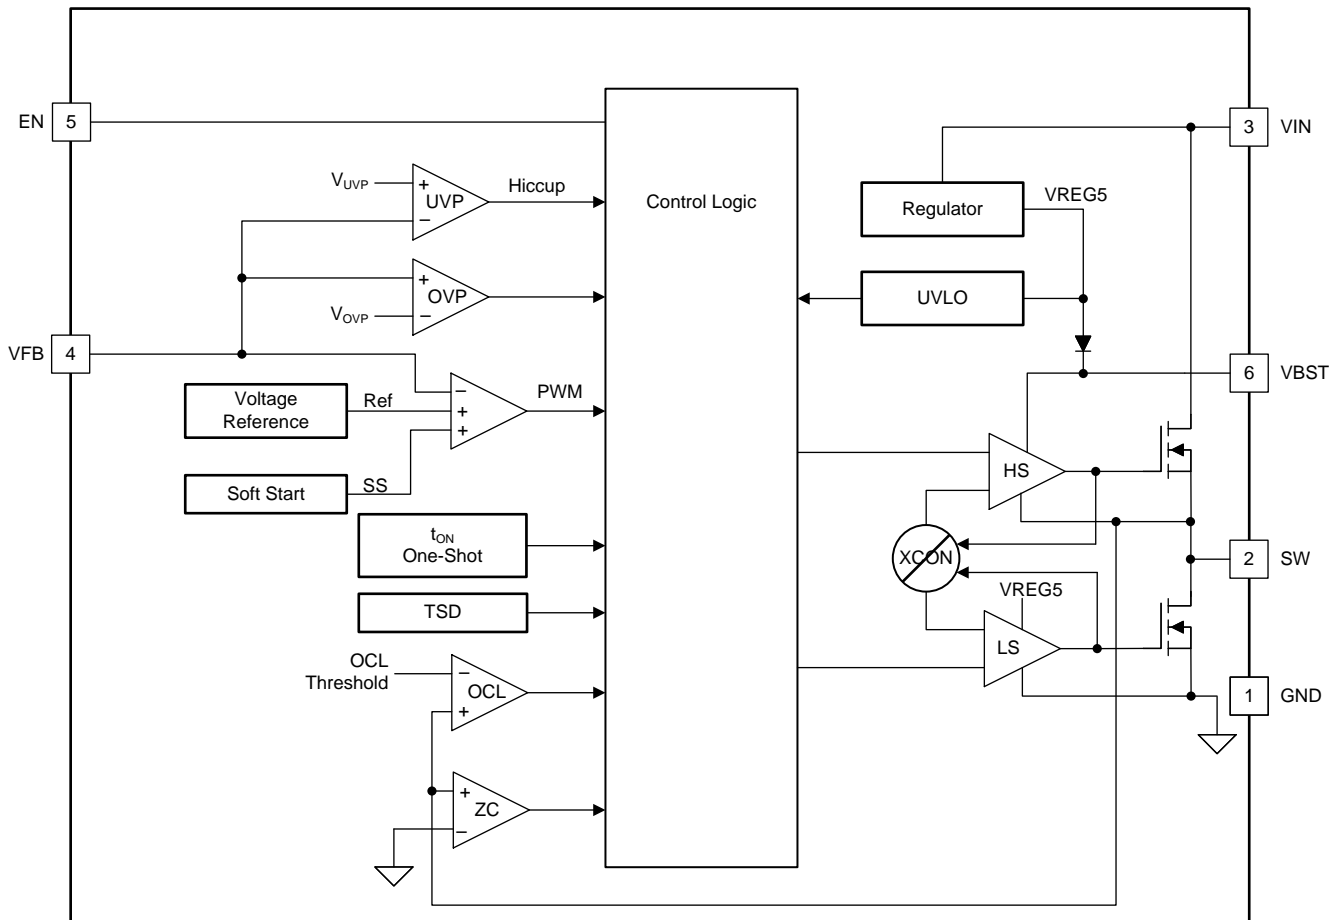 EN
5
3
VIN
VUVP
+
UVP
−
Hiccup
Control Logic
Regulator
VREG5
+
OVP
−
VOVP
UVLO
VFB
4
6
VBST
Voltage
Reference
Ref
−
+
+
PWM
Soft Start
SS
HS
tON
One-Shot
XCON
2
SW
TSD
VREG5
LS
OCL
Threshold
−
OCL
+
1
GND
+
ZC
−